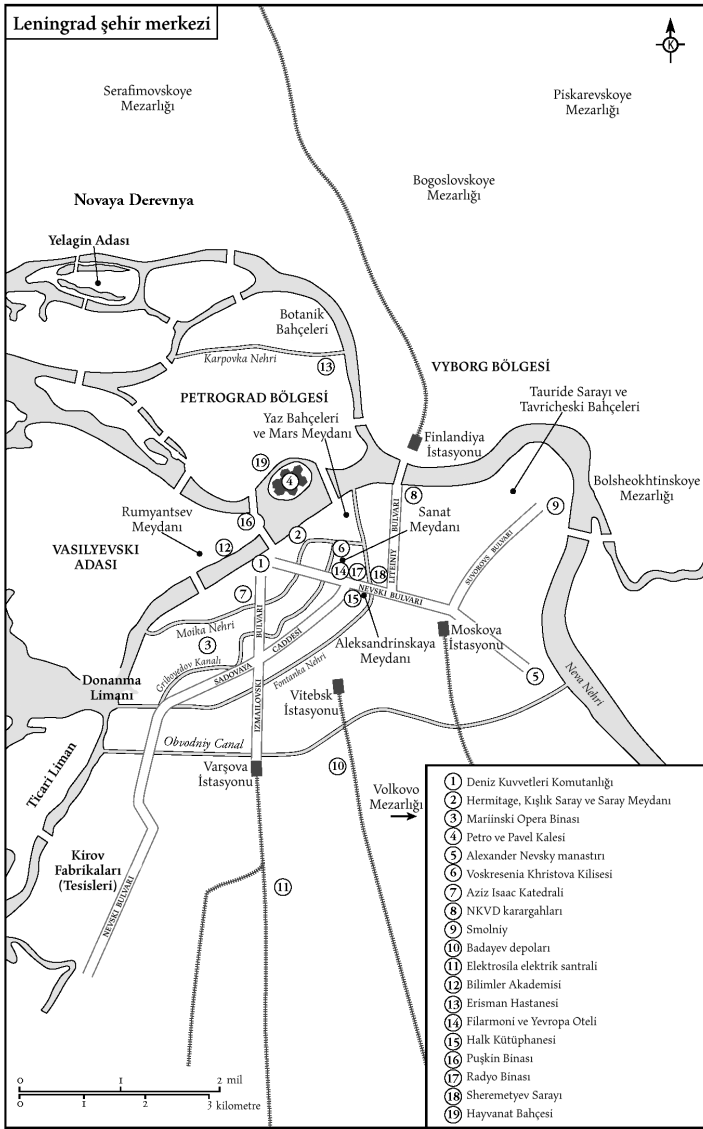 Leningrad şehir merkezi
K
Serafimovskoye
Mezarlığı
Piskarevskoye
Mezarlığı
Bogoslovskoye
Mezarlığı
Novaya Derevnya
Yelagin Adası
Botanik
Bahçeleri
Karpovka Nehri
13
VYBORG BÖLGESİ
PETROGRAD BÖLGESİ
Tauride Sarayı ve
Tavricheski Bahçeleri
Yaz Bahçeleri
ve Mars Meydanı
Finlandiya
İstasyonu
19
4
Bolsheokhtinskoye
Mezarlığı
8
9
Rumyantsev
Meydanı
16
Sanat
Meydanı
LITEINIY BULVARI
SUVOROVS BULVARI
VASILYEVSKI
ADASI
12
2
6
1
14
17
18
NEVSKI BULVARI
7
15
Moika Nehri
BULVARI
CADDESI
3
Aleksandrinskaya
Meydanı
Moskova
İstasyonu
Griboyedov Kanalı
SADOVAYA
Fontanka Nehri
5
Neva Nehri
Donanma
Limanı
IZMAILOVSKI
Vitebsk
İstasyonu
Obvodniy Canal
10
Ticari Liman
Varşova
İstasyonu
Volkovo
Mezarlığı
Kirov
Fabrikaları
(Tesisleri)
11
NEVSKI BULVARI
1 Deniz Kuvvetleri Komutanlığı
2 Hermitage, Kışlık Saray ve Saray Meydanı
3 Mariinski Opera Binası
4 Petro ve Pavel Kalesi
5 Alexander Nevsky manastırı
6 Voskresenia Khristova Kilisesi
7 Aziz Isaac Katedrali
8 NKVD karargahları
9 Smolniy
10 Badayev depoları
11 Elektrosila elektrik santrali
12 Bilimler Akademisi
13 Erisman Hastanesi
14 Filarmoni ve Yevropa Oteli
15 Halk Kütüphanesi
16 Puşkin Binası
17 Radyo Binası
18 Sheremetyev Sarayı
19 Hayvanat Bahçesi
0 1 2 mil
0 1 2 3 kilometre